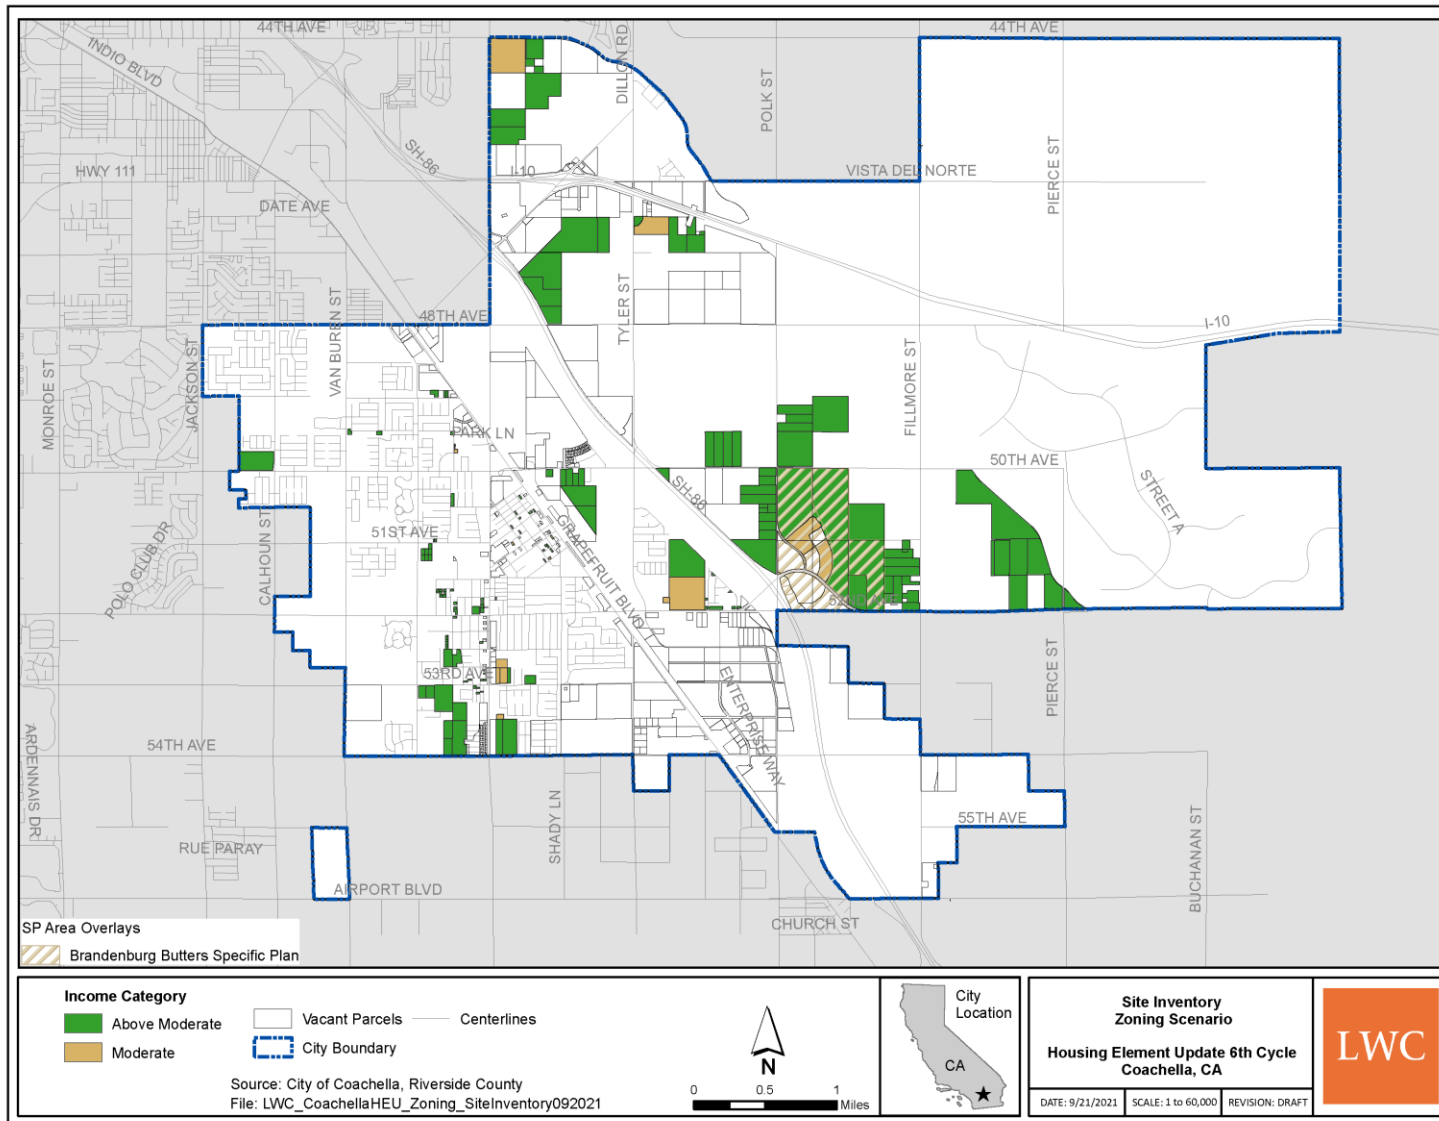 44TH AVE
44TH AVE
INDIO BLVD
DILLON RD
POLK ST
SH-86
HWY 111
I-10
VISTA DEL NORTE
PIERCE ST
DATE AVE
TYLER ST
VAN BUREN ST
48TH AVE
I-10
MONROE ST
JACKSON ST
FILLMORE ST
PARK LN
50TH AVE
SH-86
STREET A
POLO CLUB DR
CALHOUN ST
51ST AVE
GRAPEFRUIT BLVD
52ND AVE
53RD AVE
ENTERPRISE WAY
PIERCE ST
ARDENNAIS DR
54TH AVE
SHADY LN
55TH AVE
RUE PARAY
AIRPORT BLVD
BUCHANAN ST
CHURCH ST
SP Area Overlays
Brandenburg Butters Specific Plan
Income Category
Above Moderate
Moderate
Vacant Parcels
Centerlines
City Boundary
Source: City of Coachella, Riverside County
File: LWC_CoachellaHEU_Zoning_SiteInventory092021
N
0 0.5 1
Miles
City
Location
CA
Site Inventory
Zoning Scenario
Housing Element Update 6th Cycle
Coachella, CA
DATE: 9/21/2021
SCALE: 1 to 60,000
REVISION: DRAFT
LWC